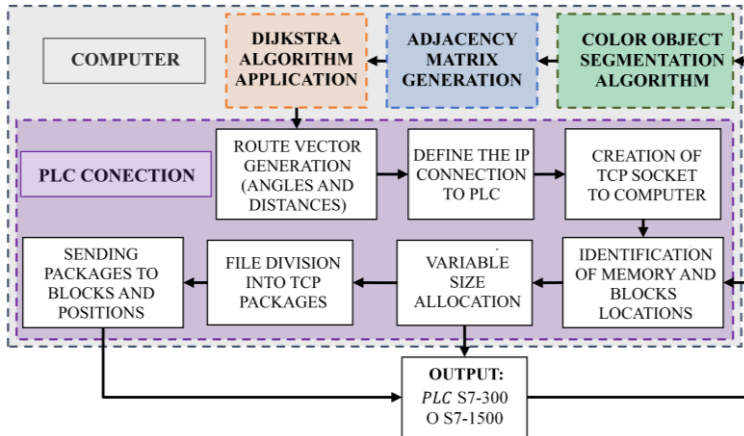 COMPUTER
DIJKSTRA
ALGORITHM
APPLICATION
ADJACENCY
MATRIX
GENERATION
COLOR OBJECT
SEGMENTATION
ALGORITHM
PLC CONECTION
ROUTE VECTOR
GENERATION
(ANGLES AND
DISTANCES)
DEFINE THE IP
CONNECTION
TO PLC
CREATION OF
TCP SOCKET
TO COMPUTER
SENDING
PACKAGES TO
BLOCKS AND
POSITIONS
FILE DIVISION
INTO TCP
PACKAGES
VARIABLE
SIZE
ALLOCATION
IDENTIFICATION
OF MEMORY AND
BLOCKS
LOCATIONS
OUTPUT:
PLC S7-300
O S7-1500